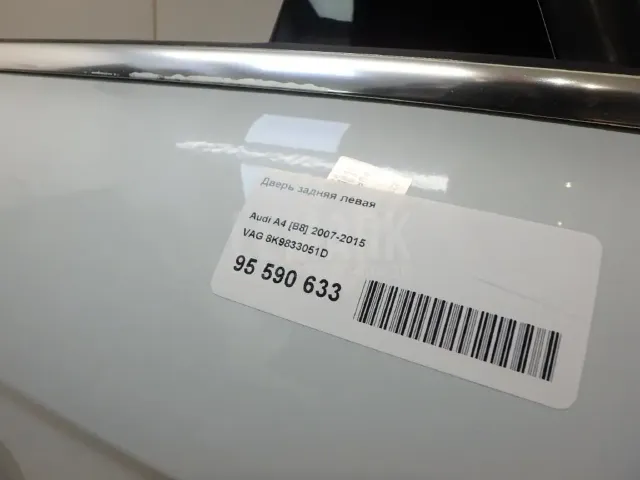 Дверь задняя левая
Audi A4 [B8] 2007-2015
VAG 8K9833051D
95 590 633